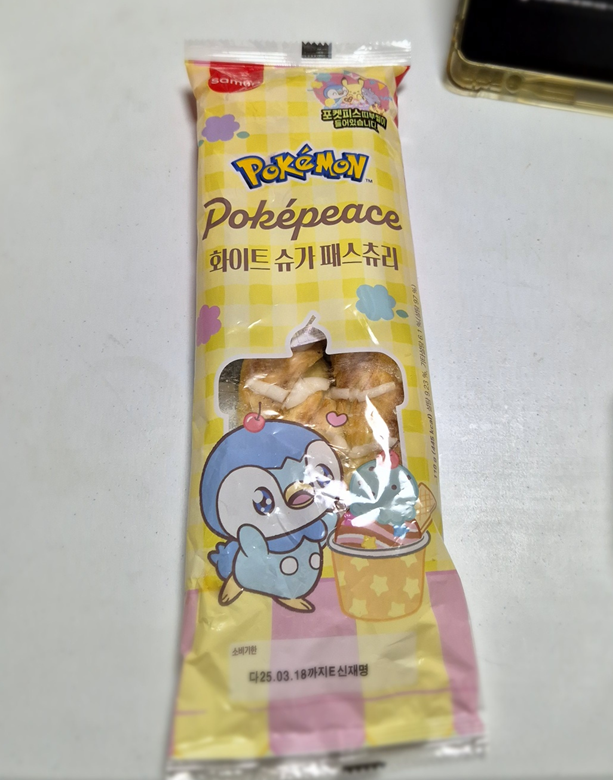 포켓피스띠부씰이
들어있습니다
POKéMON
TM
Poképeace
화이트 슈가 패스츄리
소비기한
다25.03.18까지E신재명